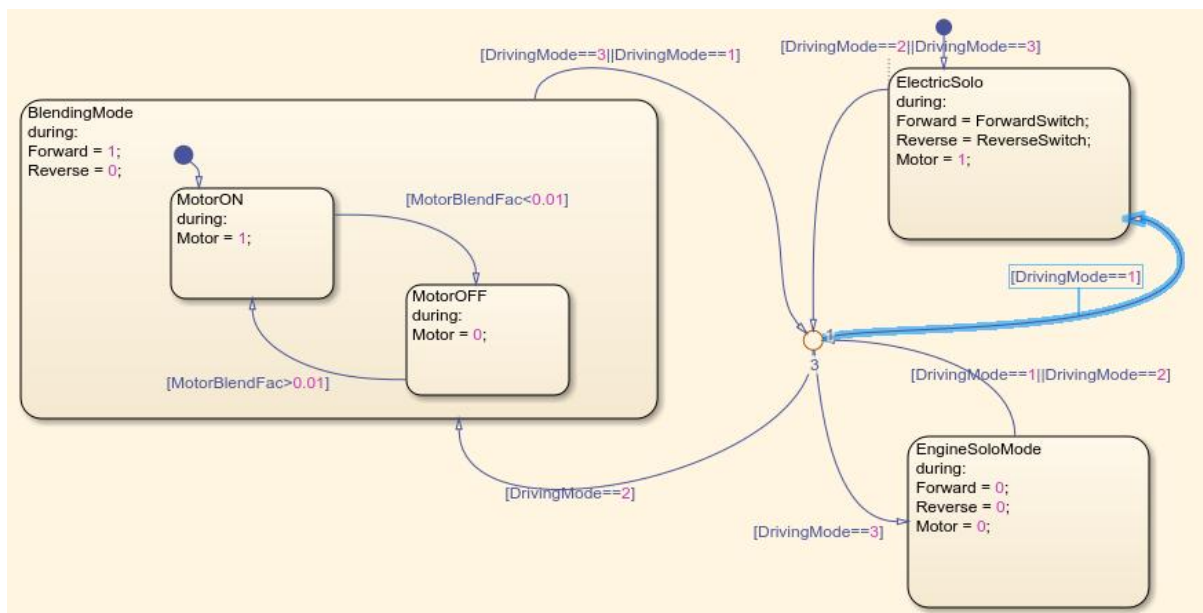 [DrivingMode==3||DrivingMode==1]
[DrivingMode==2||DrivingMode==3]
BlendingMode
during:
Forward = 1;
Reverse = 0;
MotorON
during:
Motor = 1;
[MotorBlendFac<0.01]
MotorOFF
during:
Motor = 0;
[MotorBlendFac>0.01]
ElectricSolo
during:
Forward = ForwardSwitch;
Reverse = ReverseSwitch;
Motor = 1;
[DrivingMode==1]
1
3
[DrivingMode==1||DrivingMode==2]
[DrivingMode==2]
[DrivingMode==3]
EngineSoloMode
during:
Forward = 0;
Reverse = 0;
Motor = 0;